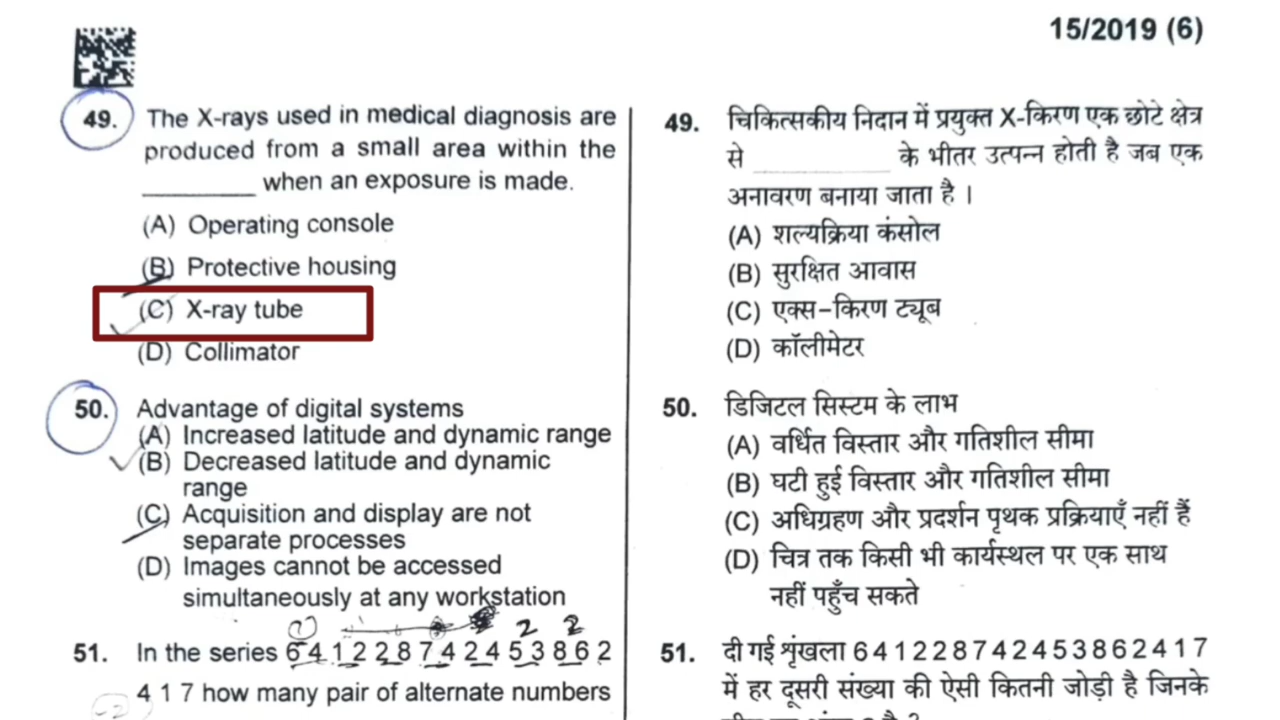 15/2019 (6)
49. The X-rays used in medical diagnosis are
produced from a small area within the
________ when an exposure is made.
(A) Operating console
(B) Protective housing
(C) X-ray tube
(D) Collimator
50. Advantage of digital systems
(A) Increased latitude and dynamic range
(B) Decreased latitude and dynamic
range
(C) Acquisition and display are not
separate processes
(D) Images cannot be accessed
simultaneously at any workstation
2 2
51. In the series 6 4 1 2 2 8 7 4 2 4 5 3 8 6 2
4 1 7 how many pair of alternate numbers
49. चिकित्सकीय निदान में प्रयुक्त X-किरण एक छोटे क्षेत्र
से __________ के भीतर उत्पन्न होती है जब एक
अनावरण बनाया जाता है ।
(A) शल्यक्रिया कंसोल
(B) सुरक्षित आवास
(C) एक्स-किरण ट्यूब
(D) कॉलीमेटर
50. डिजिटल सिस्टम के लाभ
(A) वर्धित विस्तार और गतिशील सीमा
(B) घटी हुई विस्तार और गतिशील सीमा
(C) अधिग्रहण और प्रदर्शन पृथक प्रक्रियाएँ नहीं हैं
(D) चित्र तक किसी भी कार्यस्थल पर एक साथ
नहीं पहुँच सकते
51. दी गई शृंखला 6 4 1 2 2 8 7 4 2 4 5 3 8 6 2 4 1 7
में हर दूसरी संख्या की ऐसी कितनी जोड़ी है जिनके